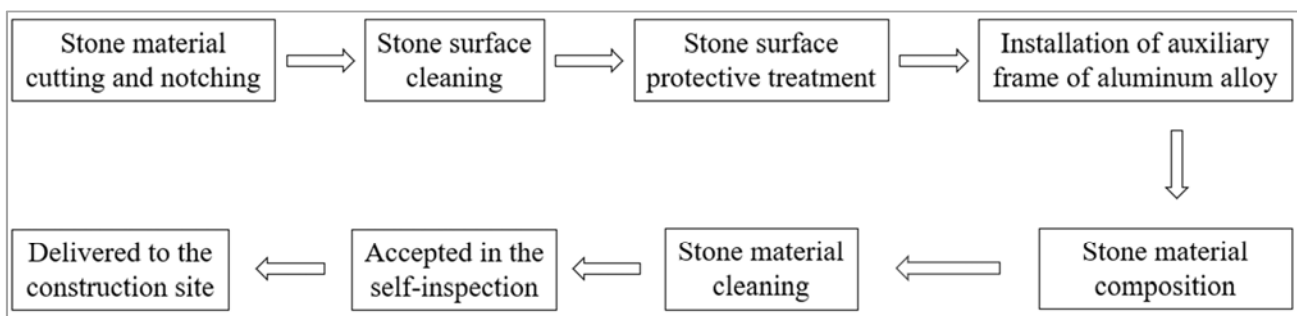 Stone material
cutting and notching
Stone surface
cleaning
Stone surface
protective treatment
Installation of auxiliary
frame of aluminum alloy
Stone material
composition
Stone material
cleaning
Accepted in the
self-inspection
Delivered to the
construction site